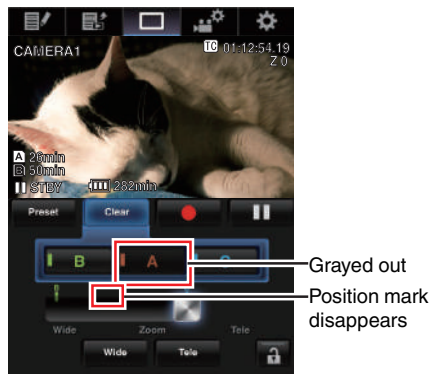 CAMERA1
TC 01:12:54.19
Z 0
A 26min
B 50min
STBY 282min
Preset Clear
B A C
Grayed out
Position mark
disappears
Wide Zoom Tele
Wide Tele